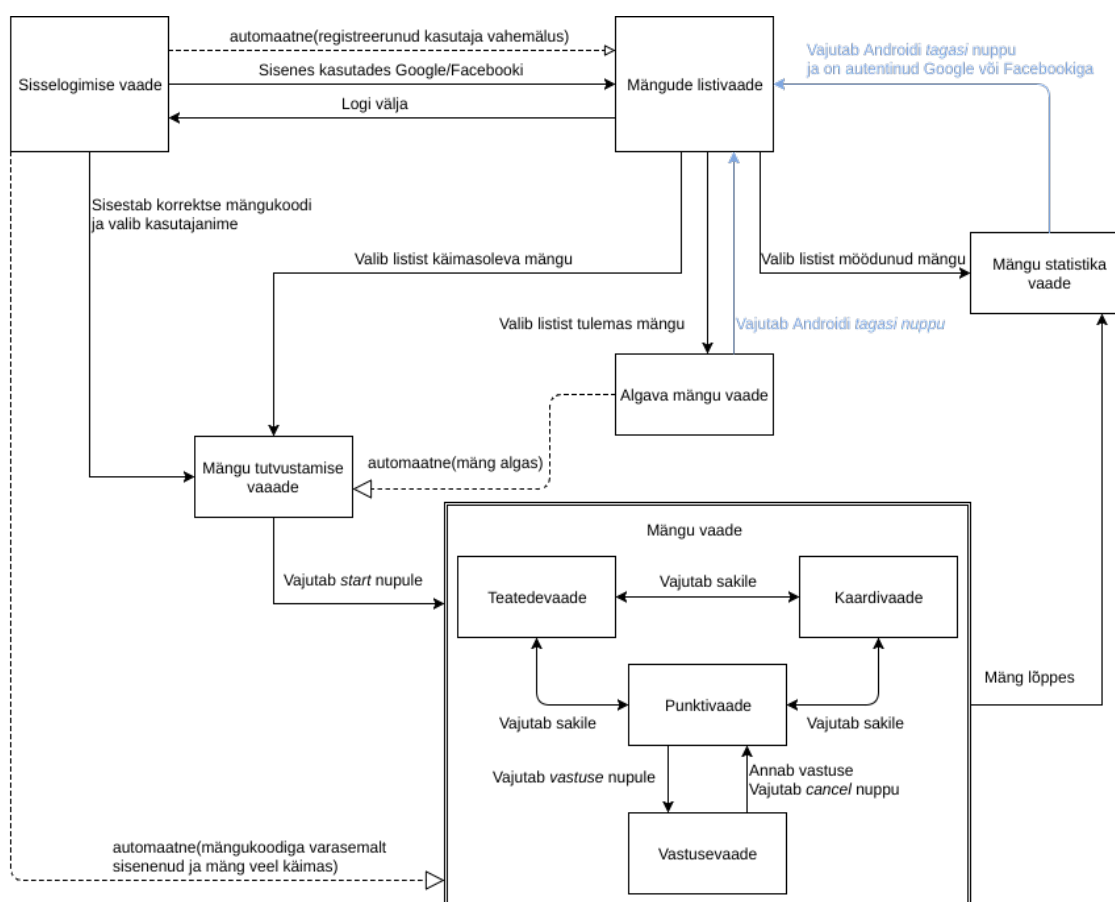 automaatne(registreerunud kasutaja vahemälus)
Sisselogimise vaade
Sisenes kasutades Google/Facebooki
Logi välja
Mängude listivaade
Vajutab Androidi tagasi nuppu
ja on autentinud Google või Facebookiga
Sisestab korrektse mängukoodi
ja valib kasutajanime
Valib listist käimasoleva mängu
Valib listist möödunud mängu
Mängu statistika
vaade
Valib listist tulemas mängu
Vajutab Androidi tagasi nuppu
Algava mängu vaade
automaatne(mäng algas)
Mängu tutvustamise
vaaade
Vajutab start nupule
Mängu vaade
Teatedevaade
Vajutab sakile
Kaardivaade
Punktivaade
Vajutab sakile
Vajutab sakile
Mäng lõppes
Vajutab vastuse nupule
Annab vastuse
Vajutab cancel nuppu
Vastusevaade
automaatne(mängukoodiga varasemalt
sisenenud ja mäng veel käimas)